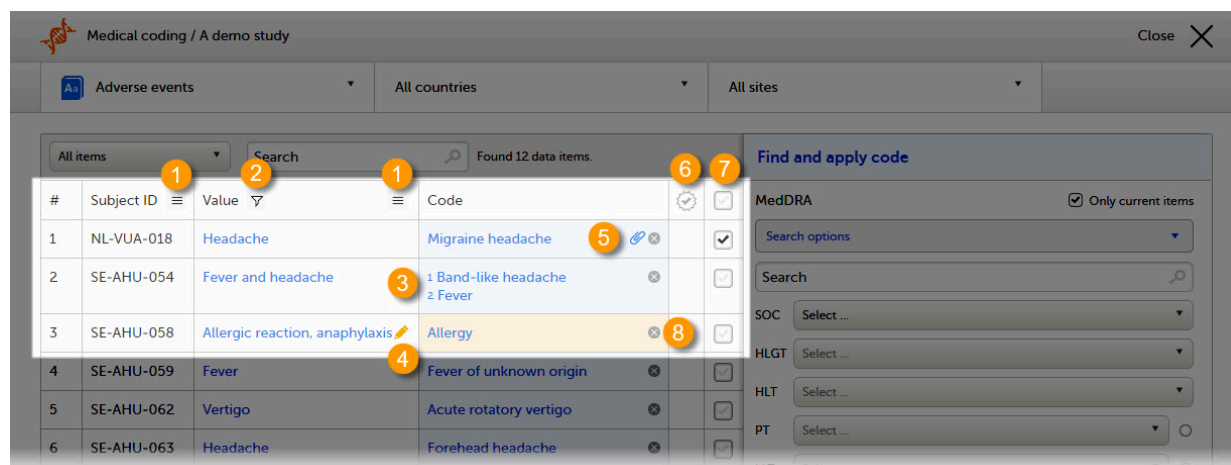 Medical coding / A demo study
Close
Aa Adverse events
All countries
All sites
All items
Search
Found 12 data items.
Find and apply code
1
2
1
6
7
# Subject ID Value Code
MedDRA
Only current items
1 NL-VUA-018 Headache Migraine headache 5
Search options
2 SE-AHU-054 Fever and headache 3 1 Band-like headache
2 Fever
Search
SOC Select ...
3 SE-AHU-058 Allergic reaction, anaphylaxis Allergy 8
4
HLGT Select ...
4 SE-AHU-059 Fever Fever of unknown origin
HLT Select ...
5 SE-AHU-062 Vertigo Acute rotatory vertigo
PT Select ...
6 SE-AHU-063 Headache Forehead headache